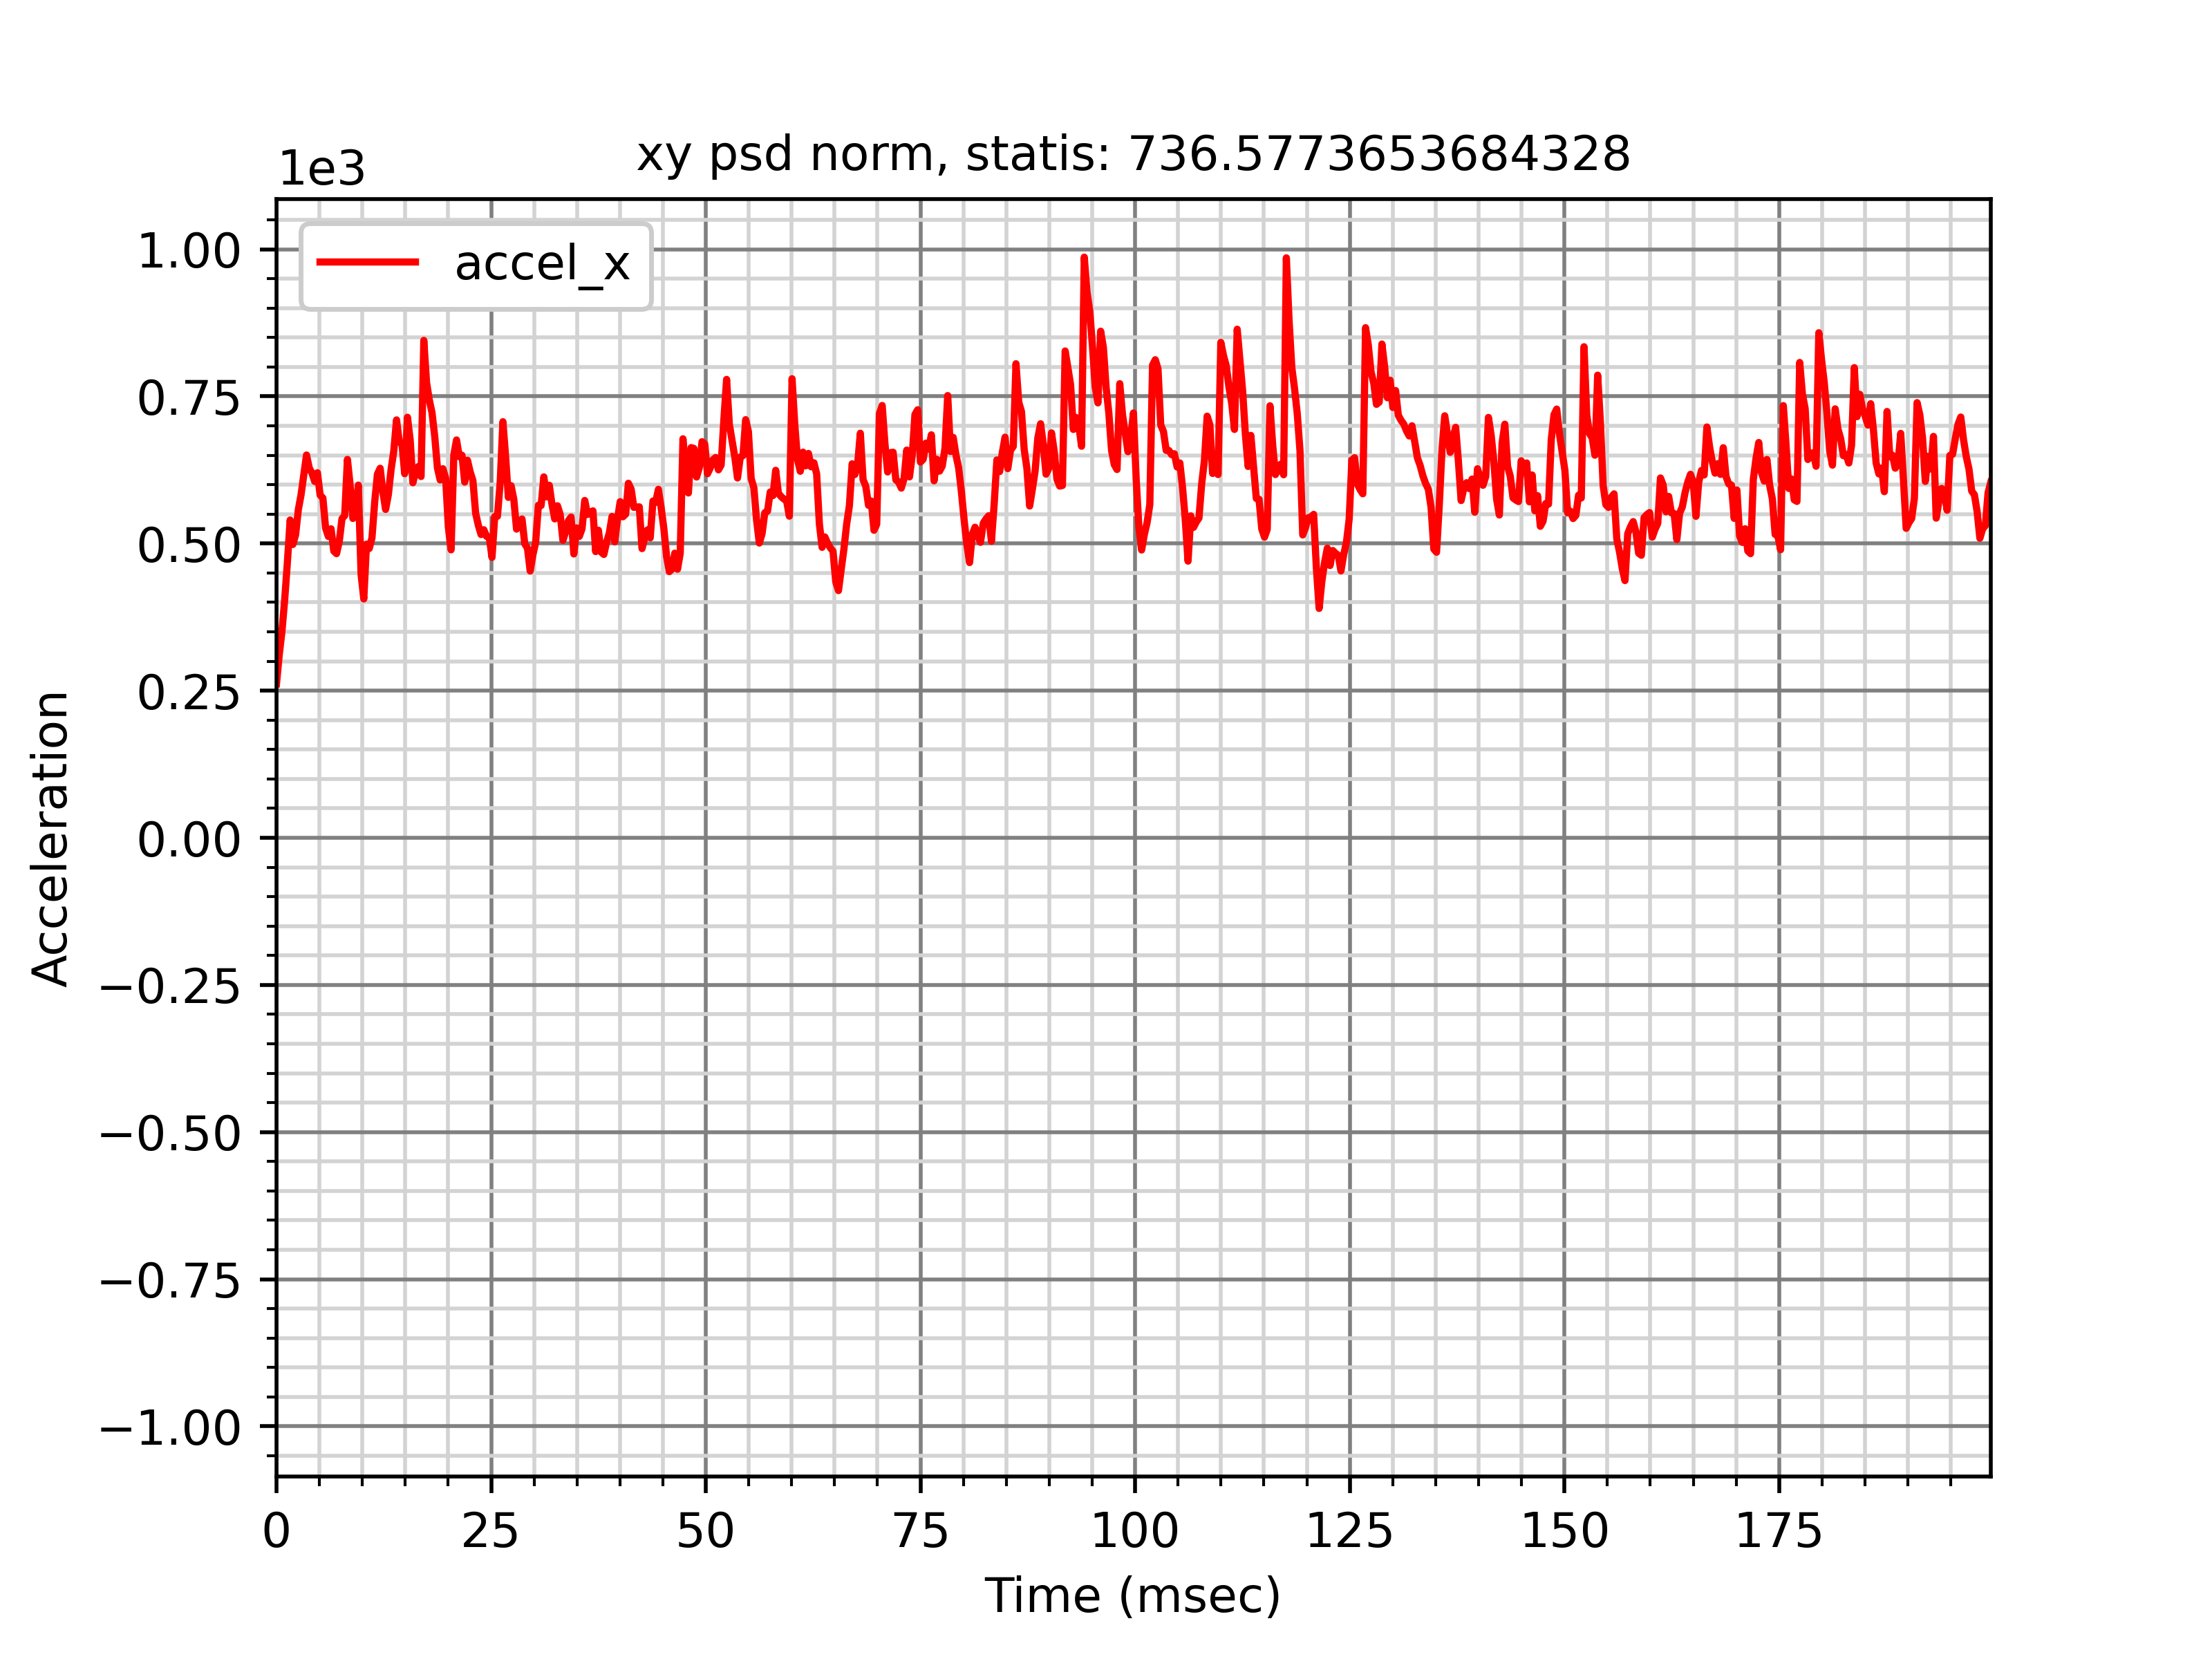 xy psd norm, statis: 736.5773653684328
1e3
accel_x
1.00
0.75
0.50
0.25
0.00
−0.25
−0.50
−0.75
−1.00
Acceleration
0 25 50 75 100 125 150 175
Time (msec)